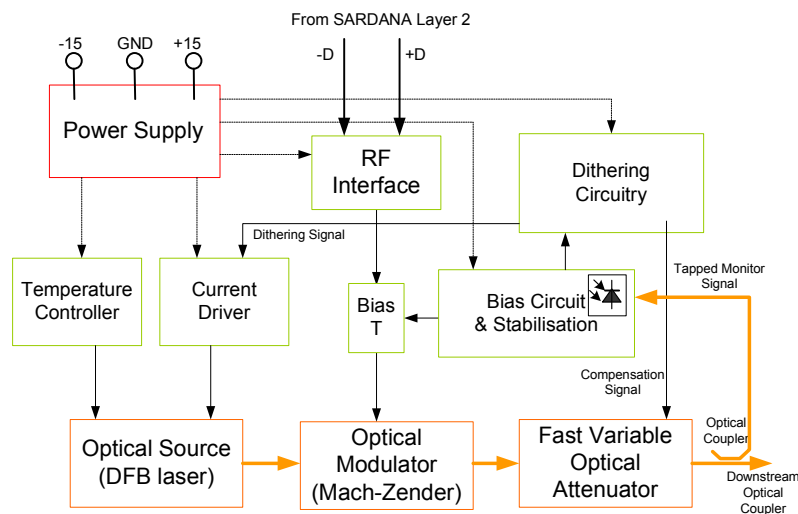 From SARDANA Layer 2
-15
GND
+15
-D
+D
Power Supply
RF
Interface
Dithering
Circuitry
Dithering Signal
Temperature
Controller
Current
Driver
Bias
T
Bias Circuit
& Stabilisation
Tapped Monitor
Signal
Compensation
Signal
Optical Source
(DFB laser)
Optical
Modulator
(Mach-Zender)
Fast Variable
Optical
Attenuator
Optical
Coupler
Downstream
Optical
Coupler